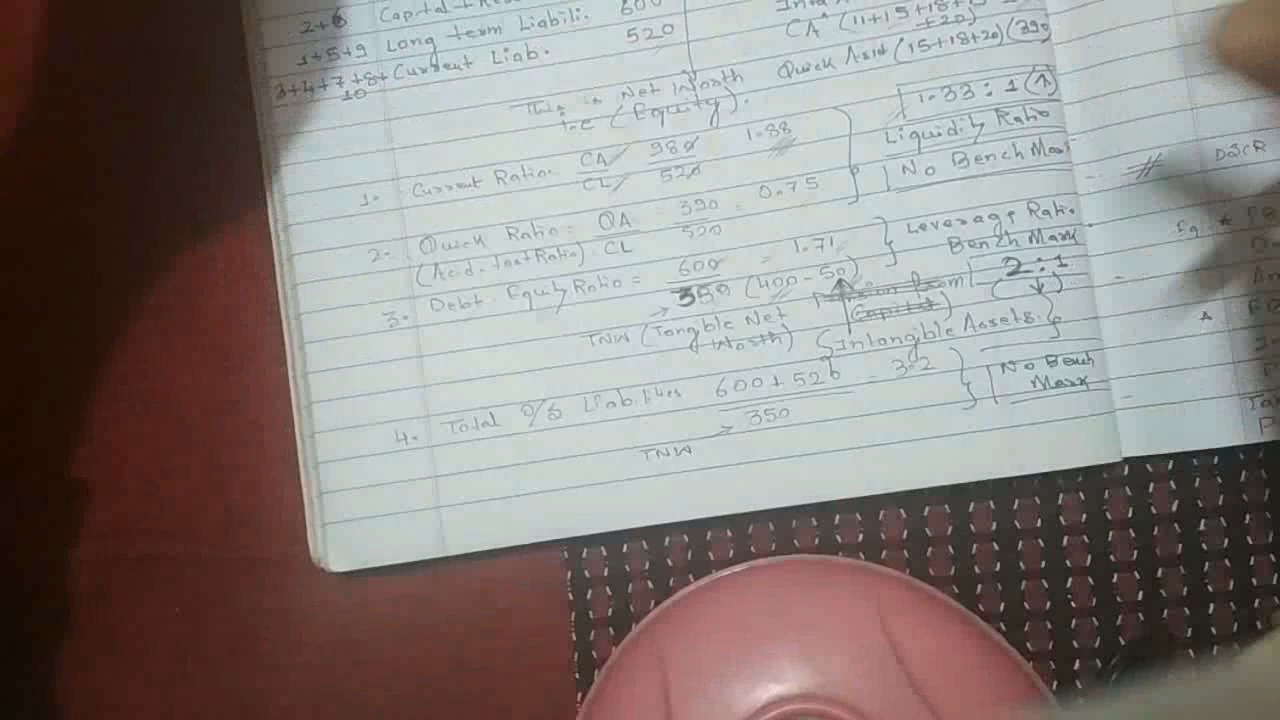 2+6 Capital + Res
1+5+9 Long term Liabili. 600
3+4+7+8+10 Current Liab. 520
CA (11+15+18+
+20)
Quick Asset (15+18+20) (390)
This is Net Worth
i.e (Equity).
1.33:1 (↑)
1. Current Ratio = CA/CL 980/520 1.88
Liquidity Ratio
No Bench Mark
2. Quick Ratio = QA/CL = 390/520 = 0.75
(Acid-Test Ratio)
3. Debt Equity Ratio = 600/350 (400-50) = 1.71
Leverage Ratio
Bench Mark
2:1
(↓)
TNW (Tangible Net
Worth)
(Intangible Assets.
4. Total O/S Liabilities 600+520/350 = 3.2
TNW
No Bench
Mark
DSCR
Eg.